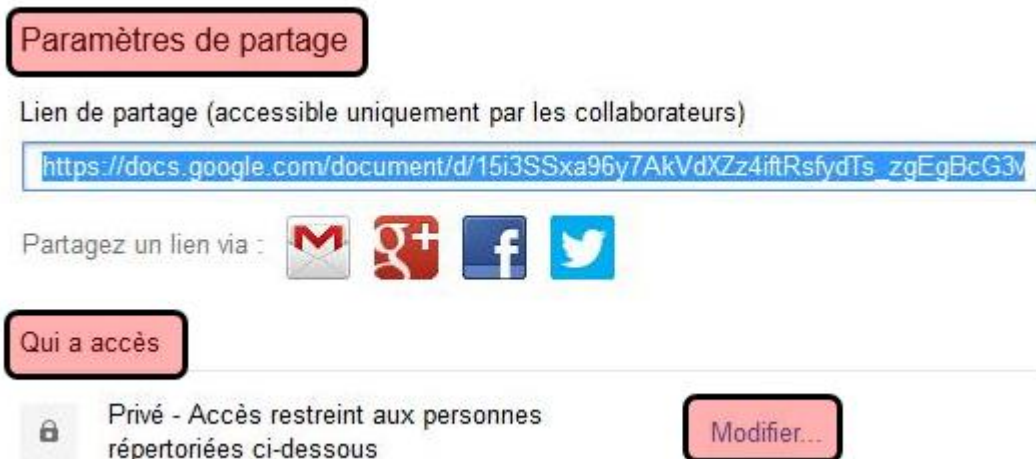 Paramètres de partage
Lien de partage (accessible uniquement par les collaborateurs)
https://docs.google.com/document/d/15i3SSxa96y7AkVdXZz4iftRsfydTs_zgEgBcG3v
Partagez un lien via :
Qui a accès
Privé - Accès restreint aux personnes
répertoriées ci-dessous
Modifier...